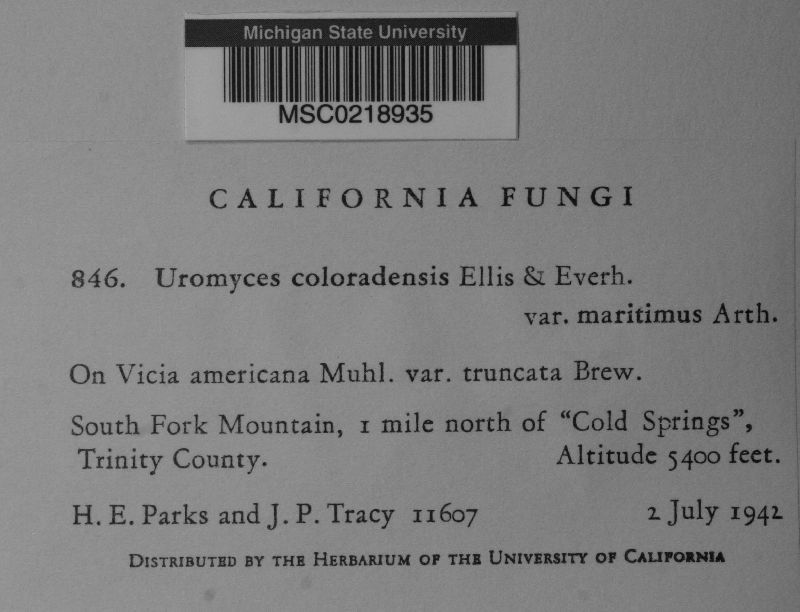 Michigan State University
MSC0218935
CALIFORNIA FUNGI
846. Uromyces coloradensis Ellis & Everh.
var. maritimus Arth.
On Vicia americana Muhl. var. truncata Brew.
South Fork Mountain, 1 mile north of “Cold Springs”,
Trinity County. Altitude 5400 feet.
H. E. Parks and J. P. Tracy 11607 2 July 1942
DISTRIBUTED BY THE HERBARIUM OF THE UNIVERSITY OF CALIFORNIA